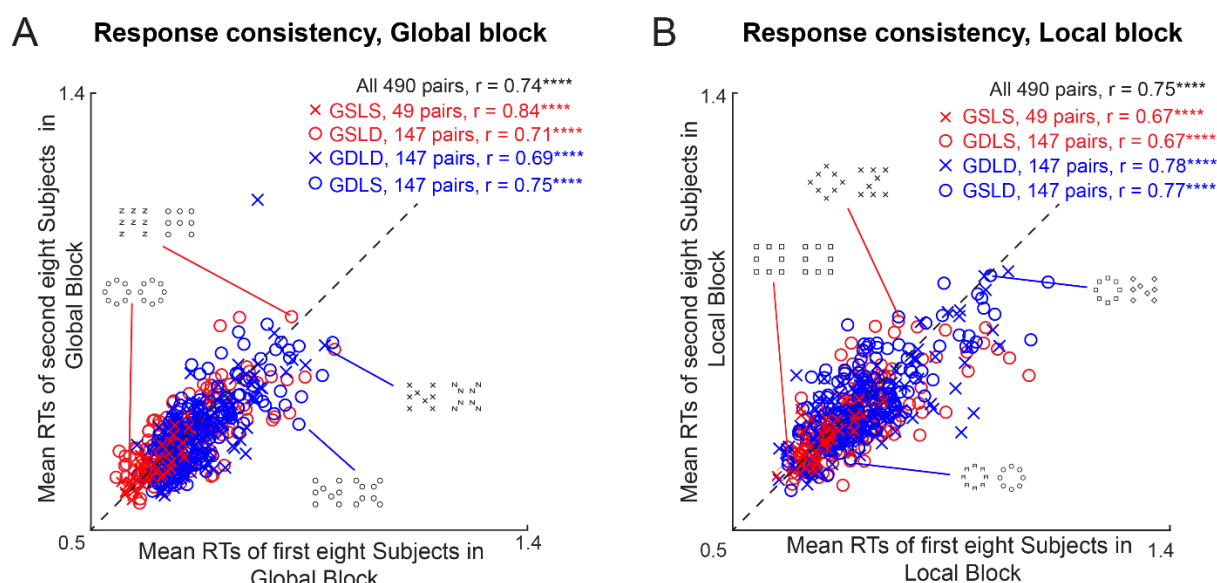 A
Response consistency, Global block
All 490 pairs, r = 0.74****
× GSLS, 49 pairs, r = 0.84****
○ GSLD, 147 pairs, r = 0.71****
× GDLD, 147 pairs, r = 0.69****
○ GDLS, 147 pairs, r = 0.75****
1.4
Mean RTs of second eight Subjects in
Global Block
0.5
1.4
Mean RTs of first eight Subjects in
Global Block
B
Response consistency, Local block
All 490 pairs, r = 0.75****
× GSLS, 49 pairs, r = 0.67****
○ GDLS, 147 pairs, r = 0.67****
× GDLD, 147 pairs, r = 0.78****
○ GSLD, 147 pairs, r = 0.77****
1.4
Mean RTs of second eight Subjects in
Local Block
0.5
1.4
Mean RTs of first eight Subjects in
Local Block